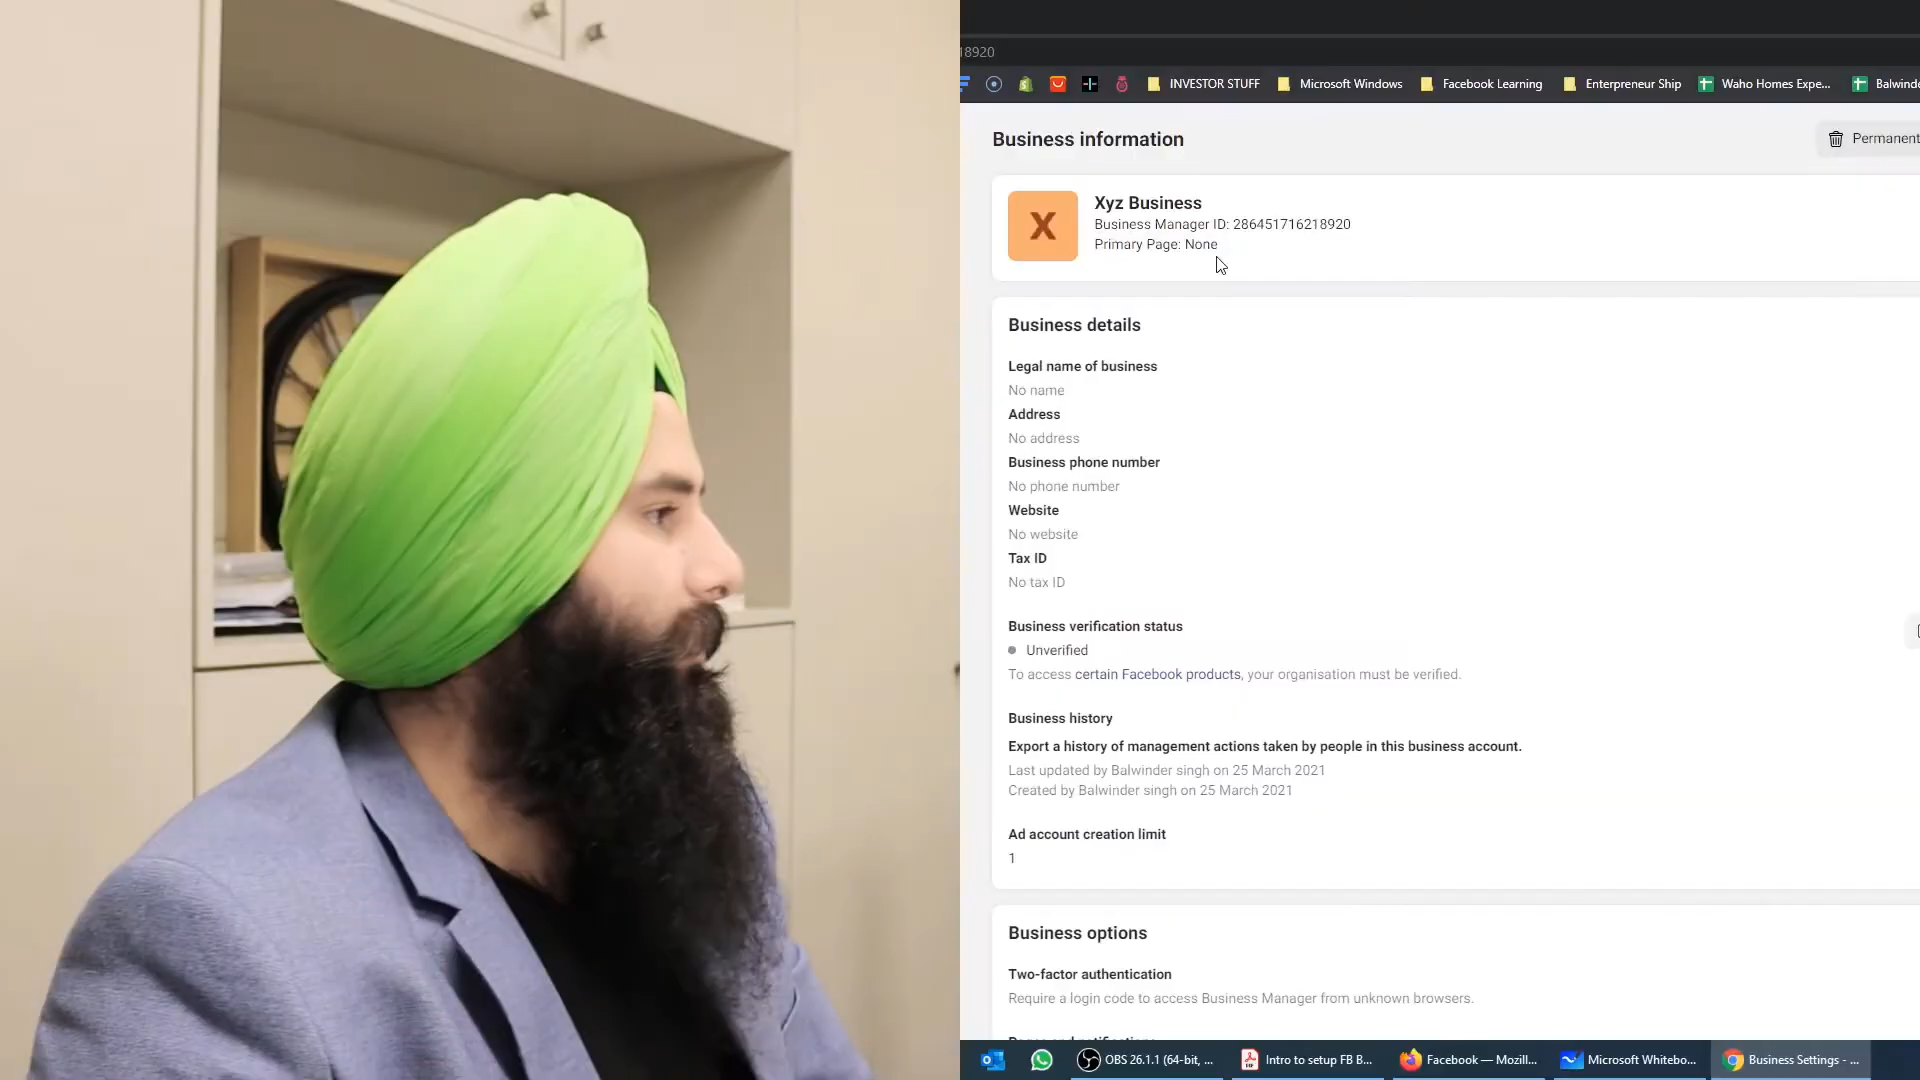 18920
INVESTOR STUFF
Microsoft Windows
Facebook Learning
Enterpreneur Ship
Waho Homes Expe...
Balwinde
Business information
Permanent
X
Xyz Business
Business Manager ID: 286451716218920
Primary Page: None
Business details
Legal name of business
No name
Address
No address
Business phone number
No phone number
Website
No website
Tax ID
No tax ID
Business verification status
Unverified
To access certain Facebook products, your organisation must be verified.
Business history
Export a history of management actions taken by people in this business account.
Last updated by Balwinder singh on 25 March 2021
Created by Balwinder singh on 25 March 2021
Ad account creation limit
1
Business options
Two-factor authentication
Require a login code to access Business Manager from unknown browsers.
OBS 26.1.1 (64-bit, ...
Intro to setup FB B...
Facebook — Mozill...
Microsoft Whitebo...
Business Settings - ...